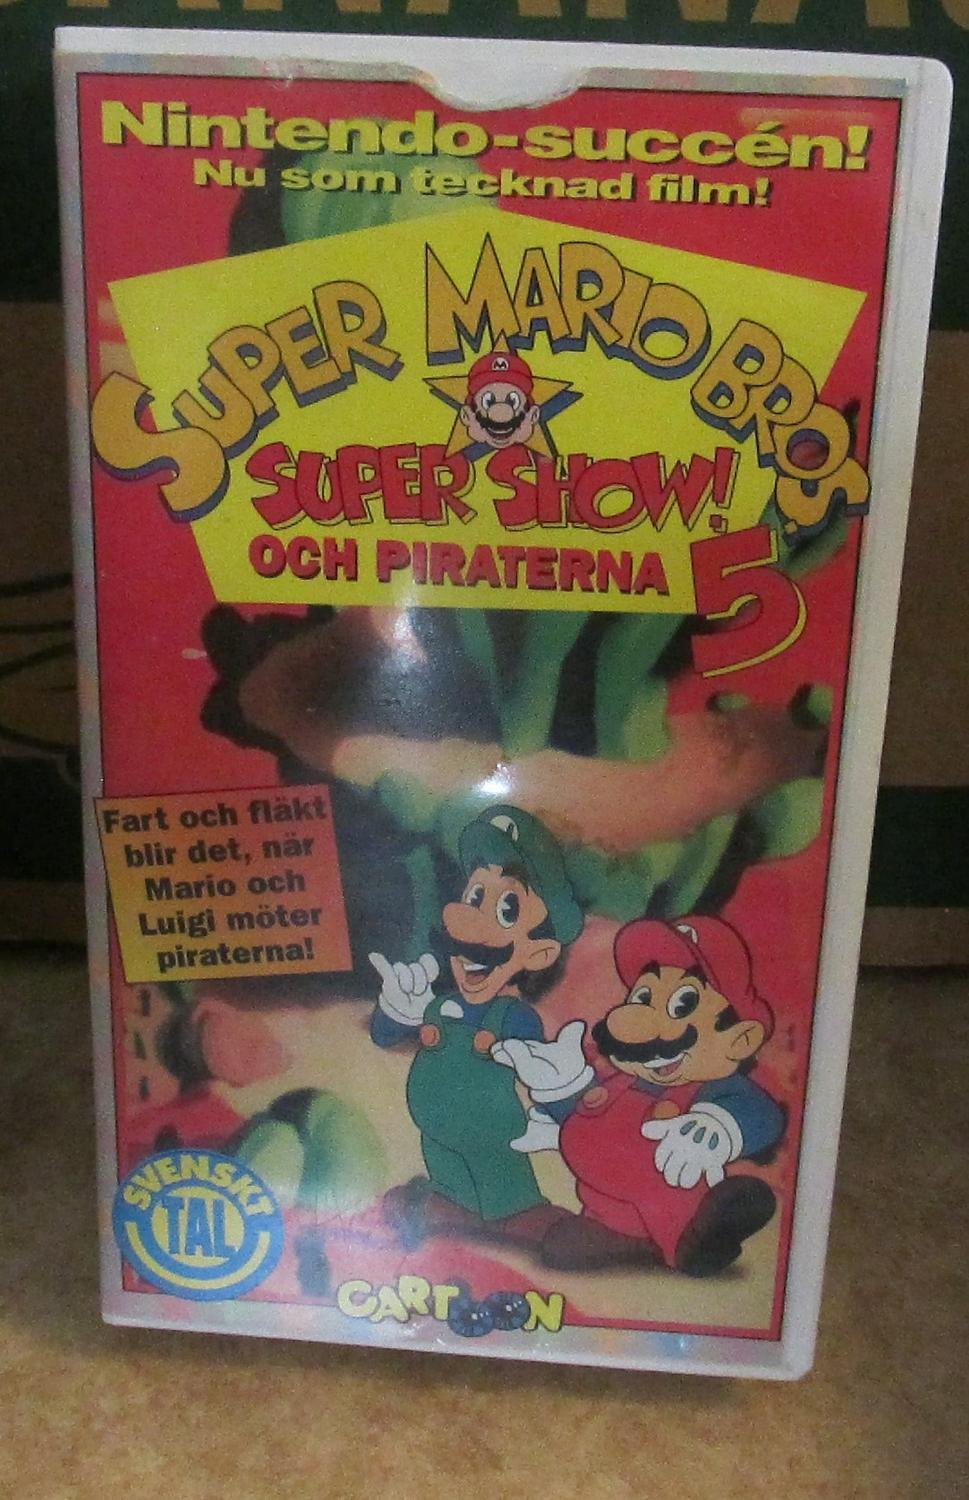 Nintendo-succén!
Nu som tecknad film!
SUPER MARIO BROS.
M
SUPER SHOW!
OCH PIRATERNA 5
Fart och fläkt
blir det, när
Mario och
Luigi möter
piraterna!
SVENSKT
TAL
CARTOON